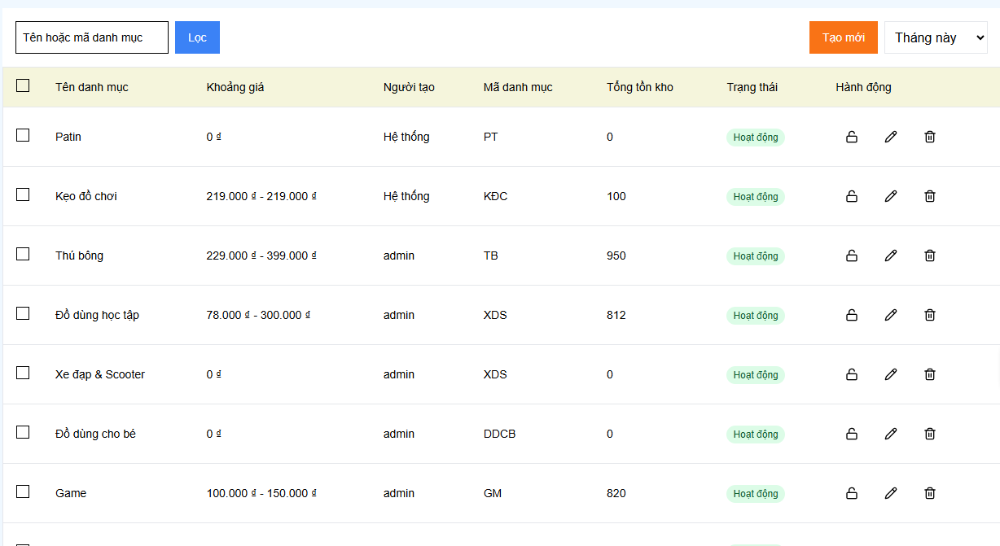 Tên hoặc mã danh mục Lọc Tạo mới Tháng này
Tên danh mục Khoảng giá Người tạo Mã danh mục Tổng tồn kho Trạng thái Hành động
Patin 0 ₫ Hệ thống PT 0 Hoạt động
Kẹo đồ chơi 219.000 ₫ - 219.000 ₫ Hệ thống KĐC 100 Hoạt động
Thú bông 229.000 ₫ - 399.000 ₫ admin TB 950 Hoạt động
Đồ dùng học tập 78.000 ₫ - 300.000 ₫ admin XDS 812 Hoạt động
Xe đạp & Scooter 0 ₫ admin XDS 0 Hoạt động
Đồ dùng cho bé 0 ₫ admin DDCB 0 Hoạt động
Game 100.000 ₫ - 150.000 ₫ admin GM 820 Hoạt động